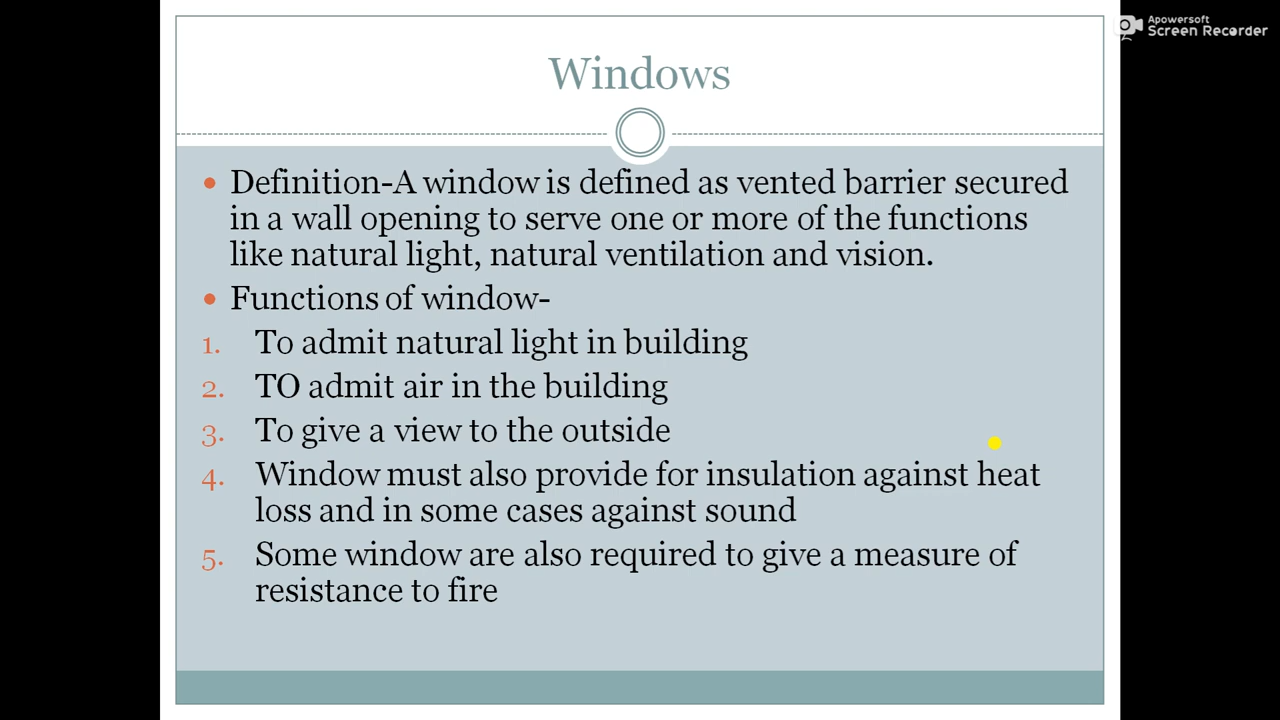 Apowersoft
Screen Recorder
Windows
• Definition-A window is defined as vented barrier secured
in a wall opening to serve one or more of the functions
like natural light, natural ventilation and vision.
• Functions of window-
1. To admit natural light in building
2. TO admit air in the building
3. To give a view to the outside
4. Window must also provide for insulation against heat
loss and in some cases against sound
5. Some window are also required to give a measure of
resistance to fire